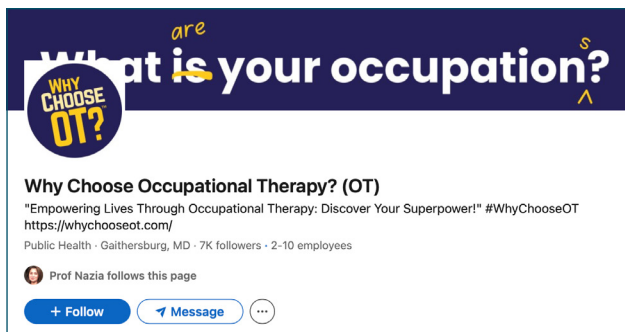 are
What is your occupation?
s
^
WHY
CHOOSE
OT?™
Why Choose Occupational Therapy? (OT)
"Empowering Lives Through Occupational Therapy: Discover Your Superpower!" #WhyChooseOT
https://whychooseot.com/
Public Health · Gaithersburg, MD · 7K followers · 2-10 employees
Prof Nazia follows this page
+ Follow
Message
···